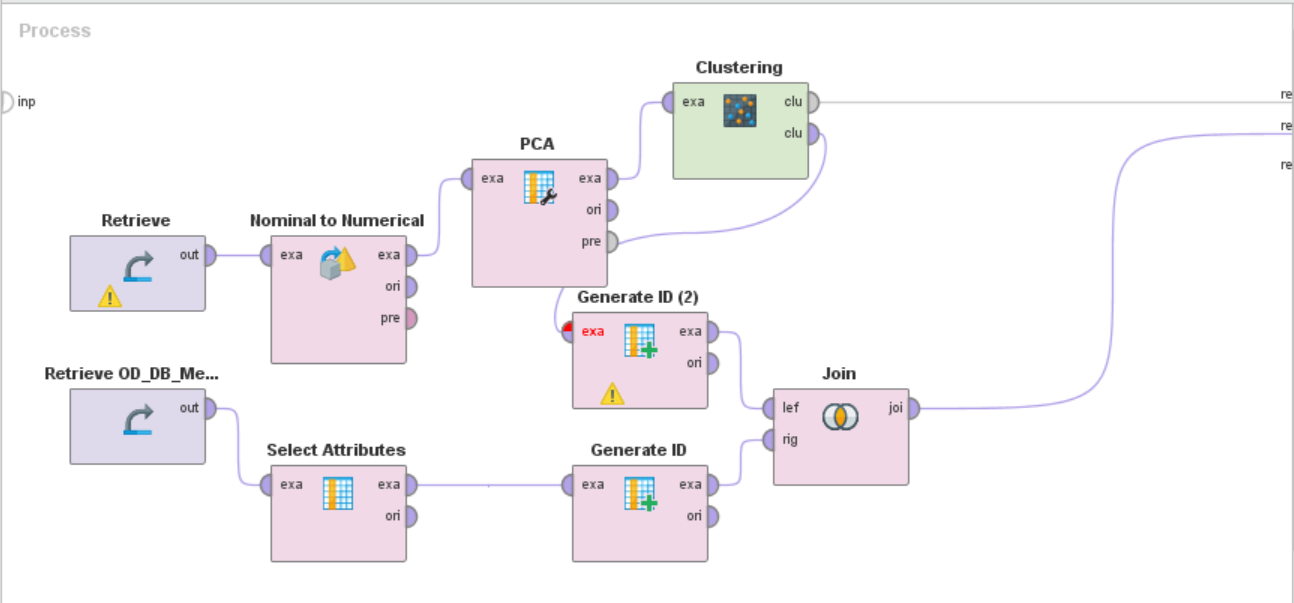 Process
inp
Clustering
exa
clu
clu
re
re
re
PCA
exa
exa
ori
pre
Retrieve
out
Nominal to Numerical
exa
exa
ori
pre
Generate ID (2)
exa
exa
ori
Retrieve OD_DB_Me...
out
Join
lef
joi
rig
Select Attributes
exa
exa
ori
Generate ID
exa
exa
ori